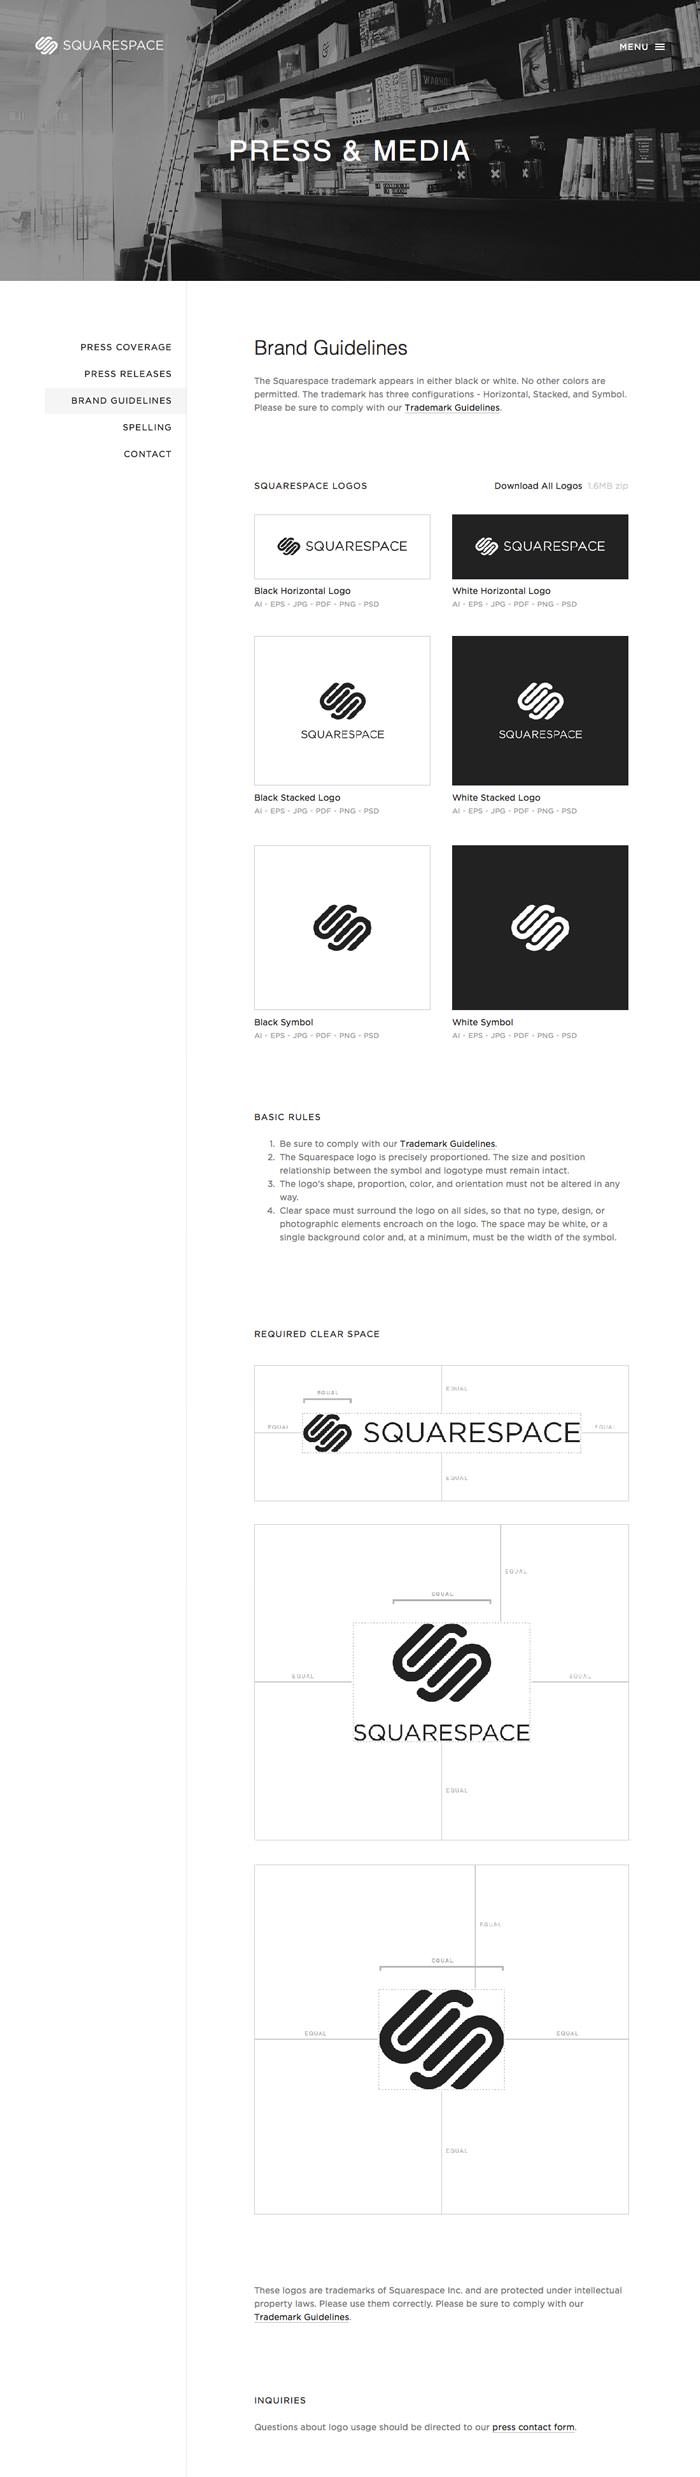 SQUARESPACE
MENU
WARHOL
PRESS & MEDIA
PRESS COVERAGE
PRESS RELEASES
BRAND GUIDELINES
SPELLING
CONTACT
Brand Guidelines
The Squarespace trademark appears in either black or white. No other colors are
permitted. The trademark has three configurations - Horizontal, Stacked, and Symbol.
Please be sure to comply with our Trademark Guidelines.
SQUARESPACE LOGOS
Download All Logos 1.6MB zip
SQUARESPACE
SQUARESPACE
Black Horizontal Logo
AI - EPS - JPG - PDF - PNG - PSD
White Horizontal Logo
AI - EPS - JPG - PDF - PNG - PSD
SQUARESPACE
SQUARESPACE
Black Stacked Logo
AI - EPS - JPG - PDF - PNG - PSD
White Stacked Logo
AI - EPS - JPG - PDF - PNG - PSD
Black Symbol
AI - EPS - JPG - PDF - PNG - PSD
White Symbol
AI - EPS - JPG - PDF - PNG - PSD
BASIC RULES
1. Be sure to comply with our Trademark Guidelines.
2. The Squarespace logo is precisely proportioned. The size and position
relationship between the symbol and logotype must remain intact.
3. The logo's shape, proportion, color, and orientation must not be altered in any
way.
4. Clear space must surround the logo on all sides, so that no type, design, or
photographic elements encroach on the logo. The space may be white, or a
single background color and, at a minimum, must be the width of the symbol.
REQUIRED CLEAR SPACE
EQUAL
EQUAL
EQUAL
SQUARESPACE
EQUAL
EQUAL
EQUAL
EQUAL
EQUAL
EQUAL
SQUARESPACE
EQUAL
EQUAL
EQUAL
EQUAL
EQUAL
EQUAL
These logos are trademarks of Squarespace Inc. and are protected under intellectual
property laws. Please use them correctly. Please be sure to comply with our
Trademark Guidelines.
INQUIRIES
Questions about logo usage should be directed to our press contact form.